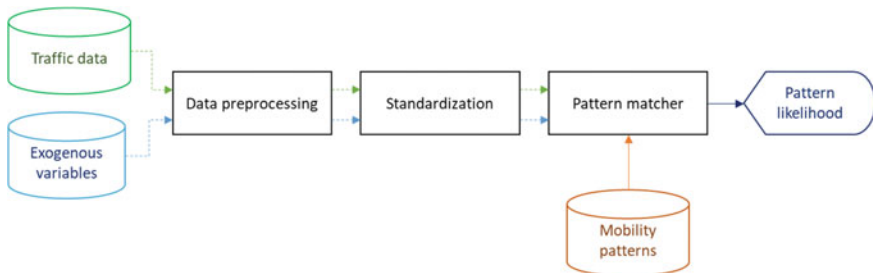 Traffic data
Exogenous
variables
Data preprocessing
Standardization
Pattern matcher
Pattern
likelihood
Mobility
patterns